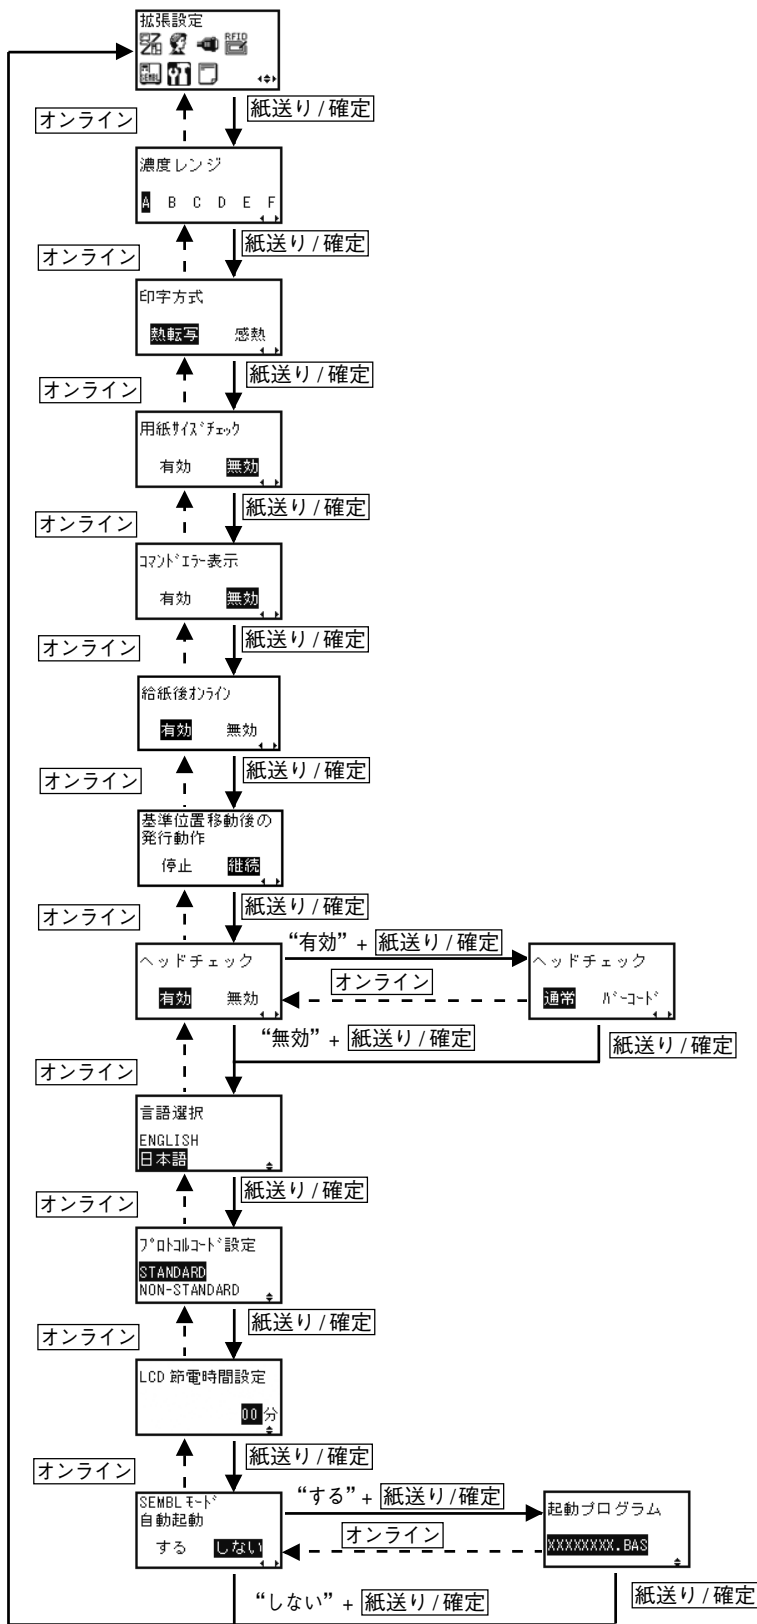 拡張設定
RFID
SEMBL
オンライン
紙送り/確定
濃度レンジ
A B C D E F
オンライン
紙送り/確定
印字方式
熱転写 感熱
オンライン
紙送り/確定
用紙ｻｲｽﾞﾁｪｯｸ
有効 無効
オンライン
紙送り/確定
ｺﾏﾝﾄﾞｴﾗｰ表示
有効 無効
オンライン
紙送り/確定
給紙後ｵﾝﾗｲﾝ
有効 無効
オンライン
紙送り/確定
基準位置移動後の
発行動作
停止 継続
オンライン
紙送り/確定
ヘッドチェック
有効 無効
“有効” + 紙送り/確定
オンライン
ヘッドチェック
通常 ﾊﾞｰｺｰﾄﾞ
“無効” + 紙送り/確定
紙送り/確定
オンライン
言語選択
ENGLISH
日本語
オンライン
紙送り/確定
ﾌﾟﾛﾄｺﾙｺｰﾄﾞ設定
STANDARD
NON-STANDARD
オンライン
紙送り/確定
LCD 節電時間設定
00分
オンライン
紙送り/確定
SEMBLﾓｰﾄﾞ
自動起動
する しない
“する” + 紙送り/確定
オンライン
起動プログラム
XXXXXXXX.BAS
“しない” + 紙送り/確定
紙送り/確定